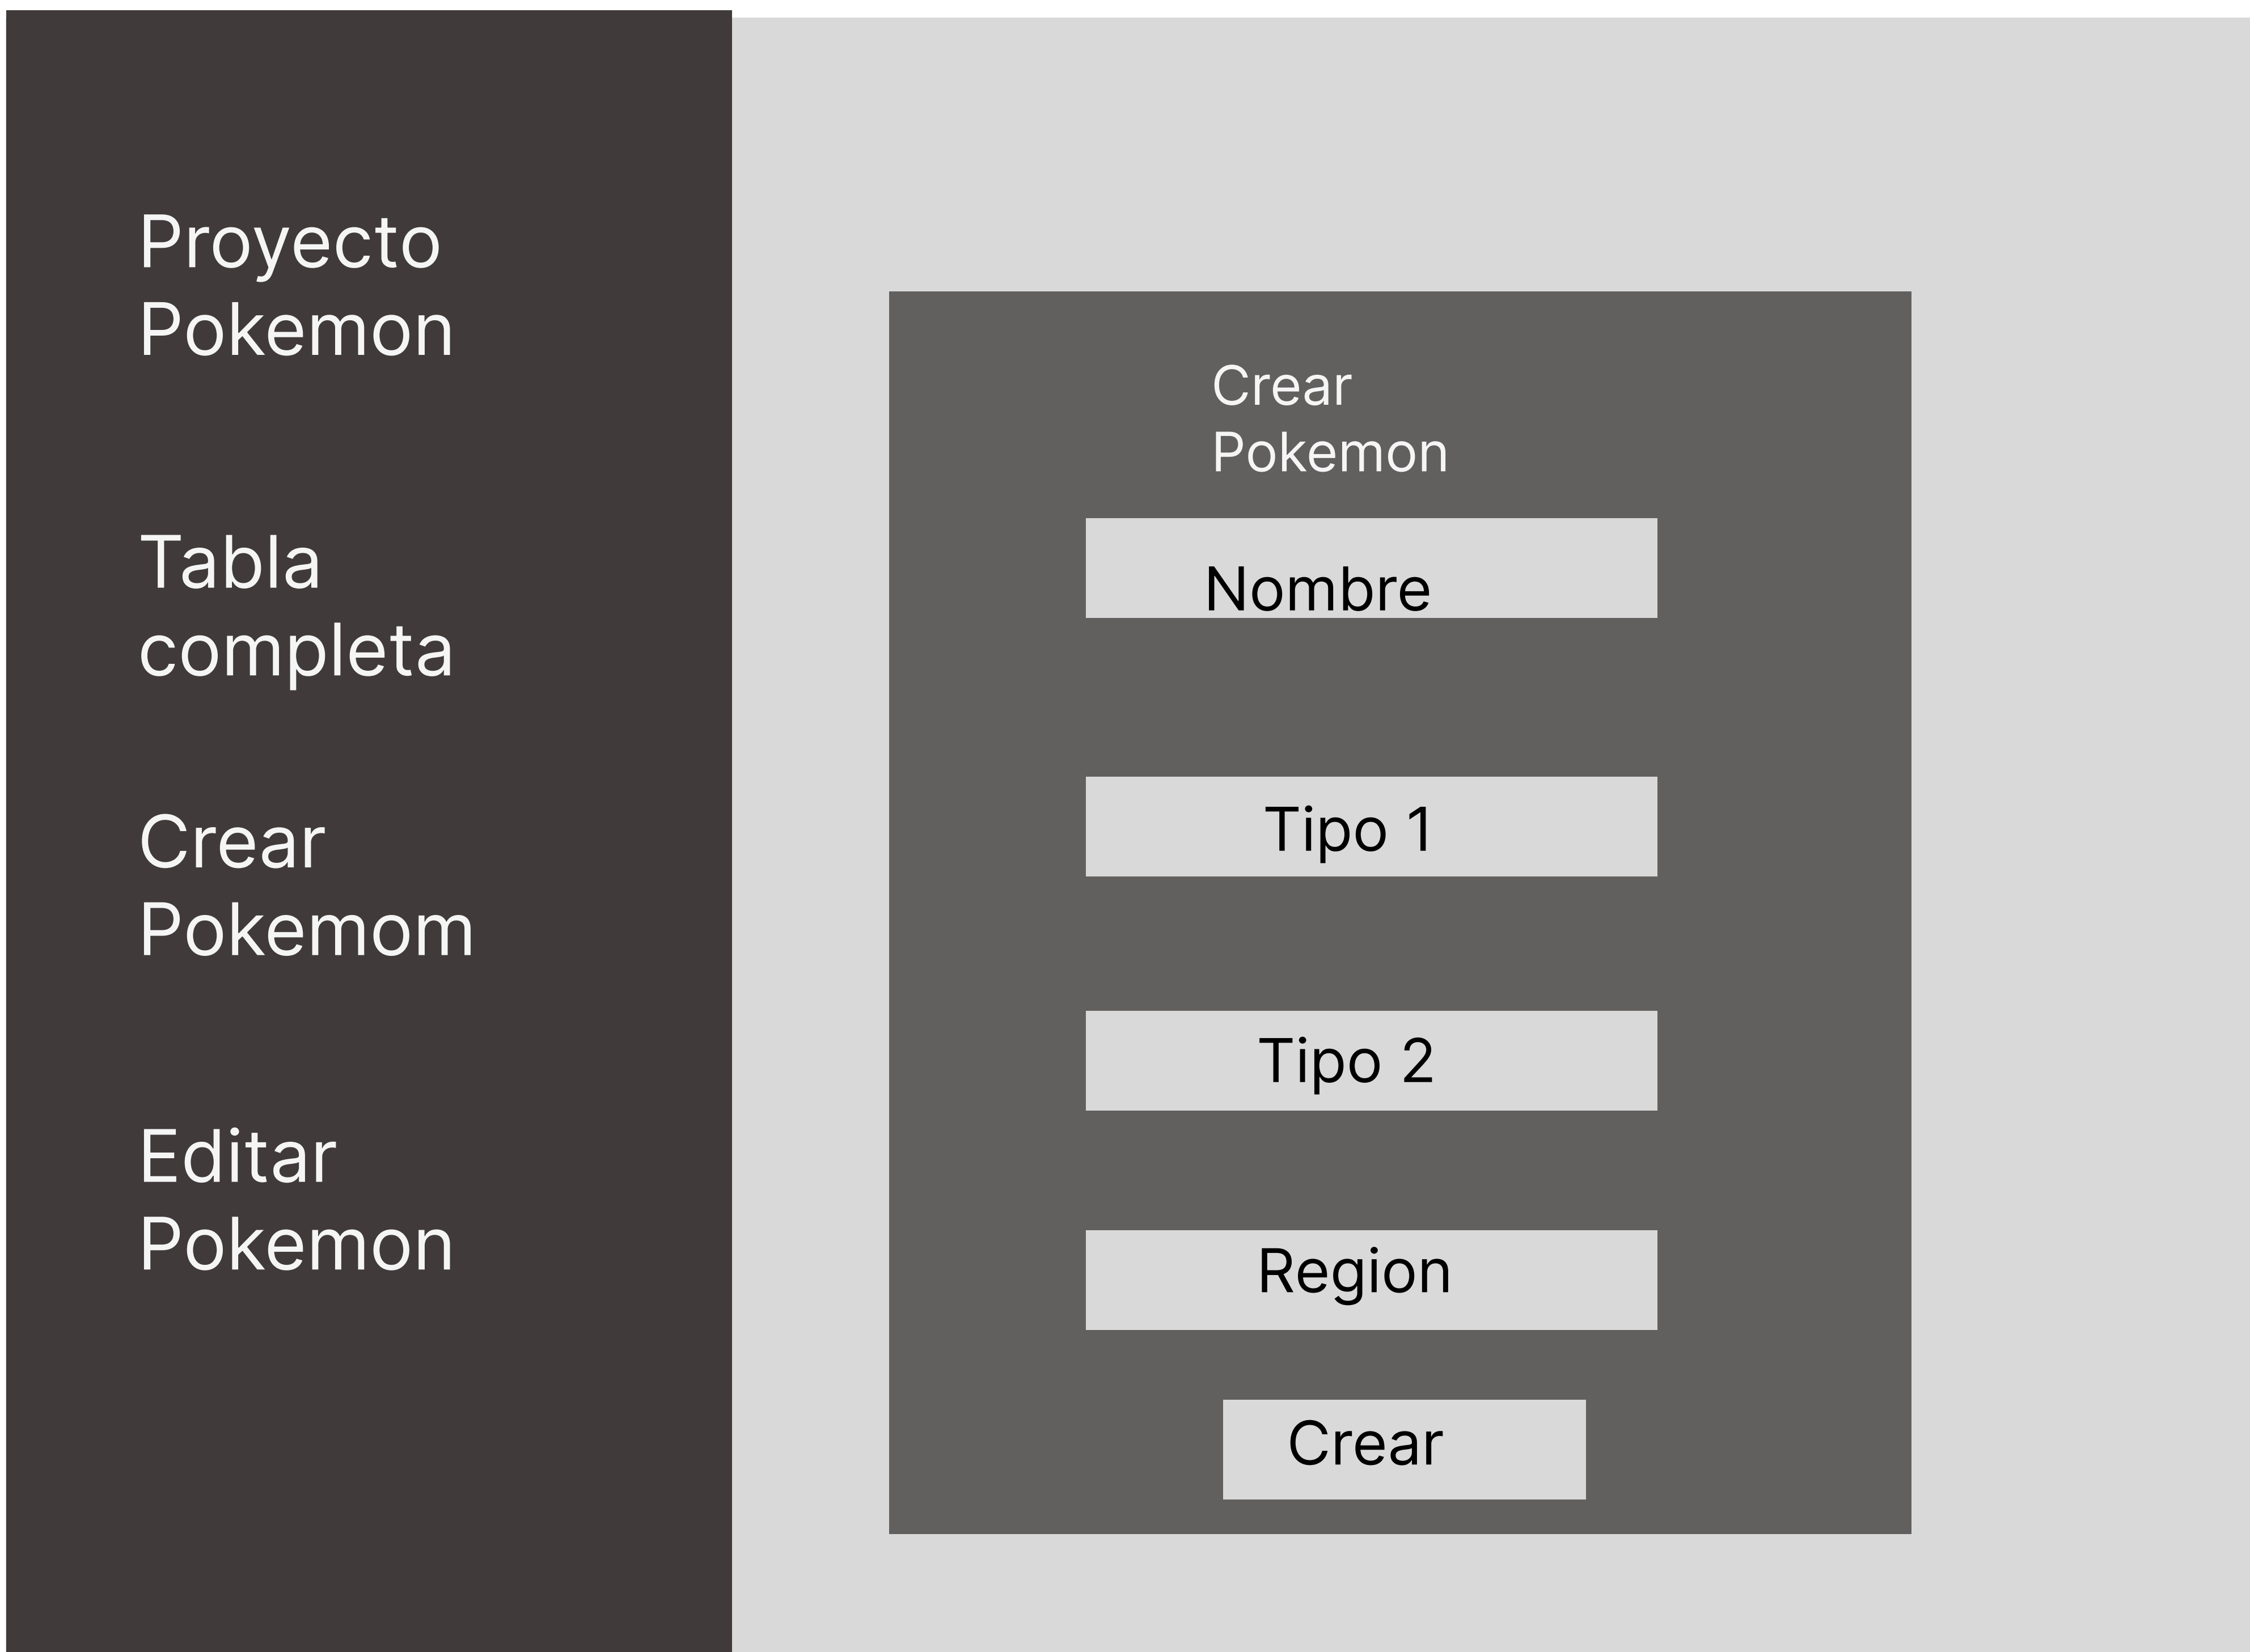 Proyecto
Pokemon
Tabla
completa
Crear
Pokemom
Editar
Pokemon
Crear
Pokemon
Nombre
Tipo 1
Tipo 2
Region
Crear